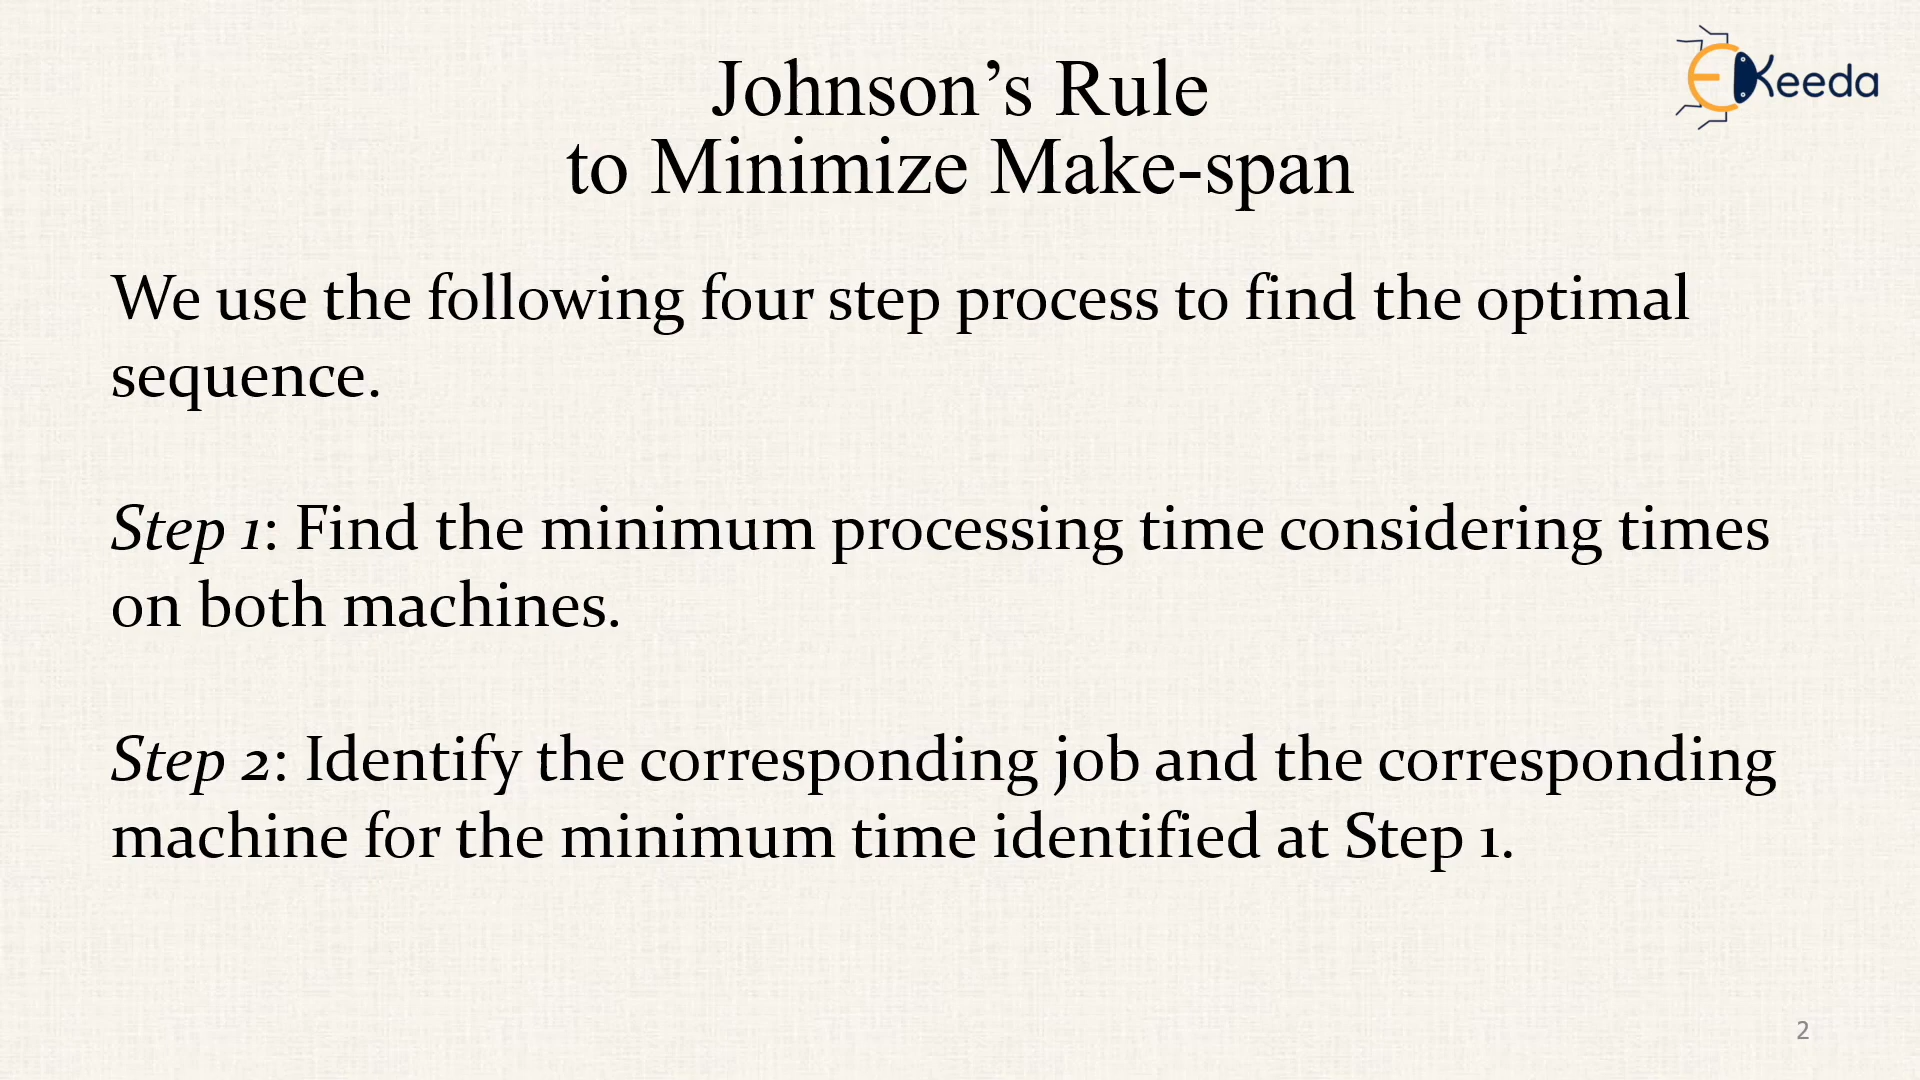 Johnson’s Rule
to Minimize Make-span
EKeeda
We use the following four step process to find the optimal
sequence.
Step 1: Find the minimum processing time considering times
on both machines.
Step 2: Identify the corresponding job and the corresponding
machine for the minimum time identified at Step 1.
2